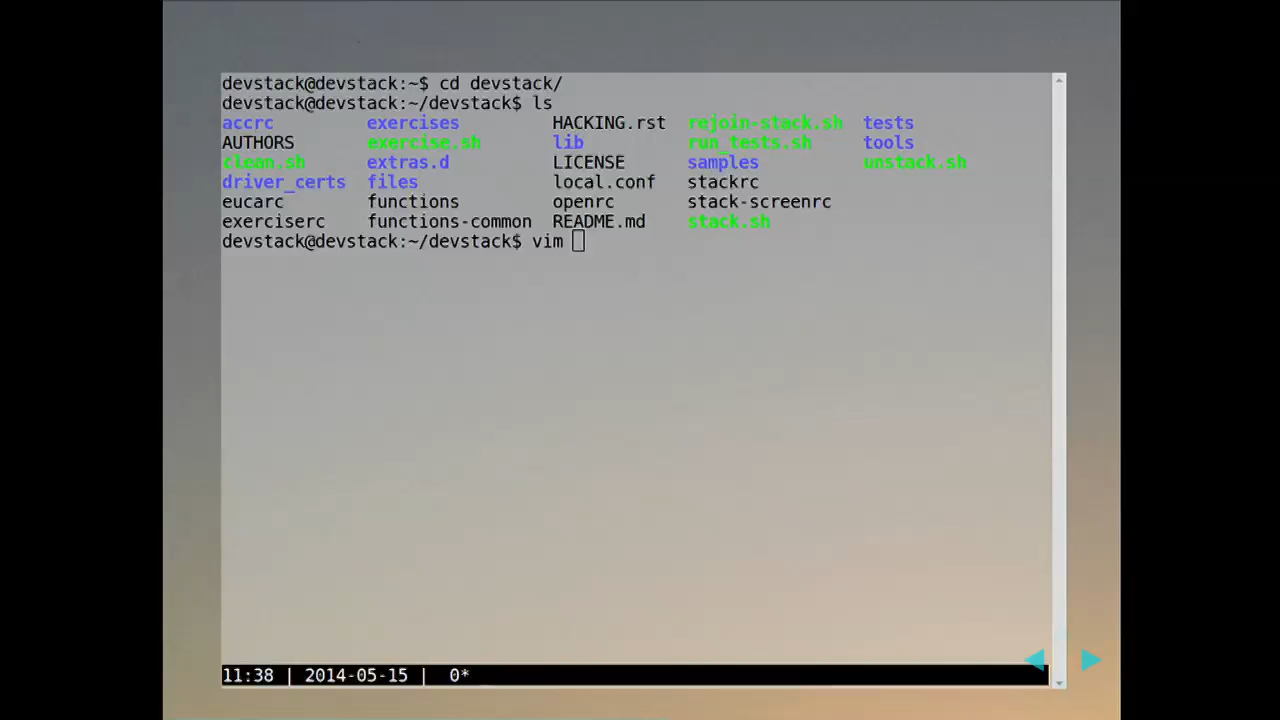 devstack@devstack:~$ cd devstack/
devstack@devstack:~/devstack$ ls
accrc exercises HACKING.rst rejoin-stack.sh tests
AUTHORS exercise.sh lib run_tests.sh tools
clean.sh extras.d LICENSE samples unstack.sh
driver_certs files local.conf stackrc
eucarc functions openrc stack-screenrc
exerciserc functions-common README.md stack.sh
devstack@devstack:~/devstack$ vim
11:38 | 2014-05-15 | 0*